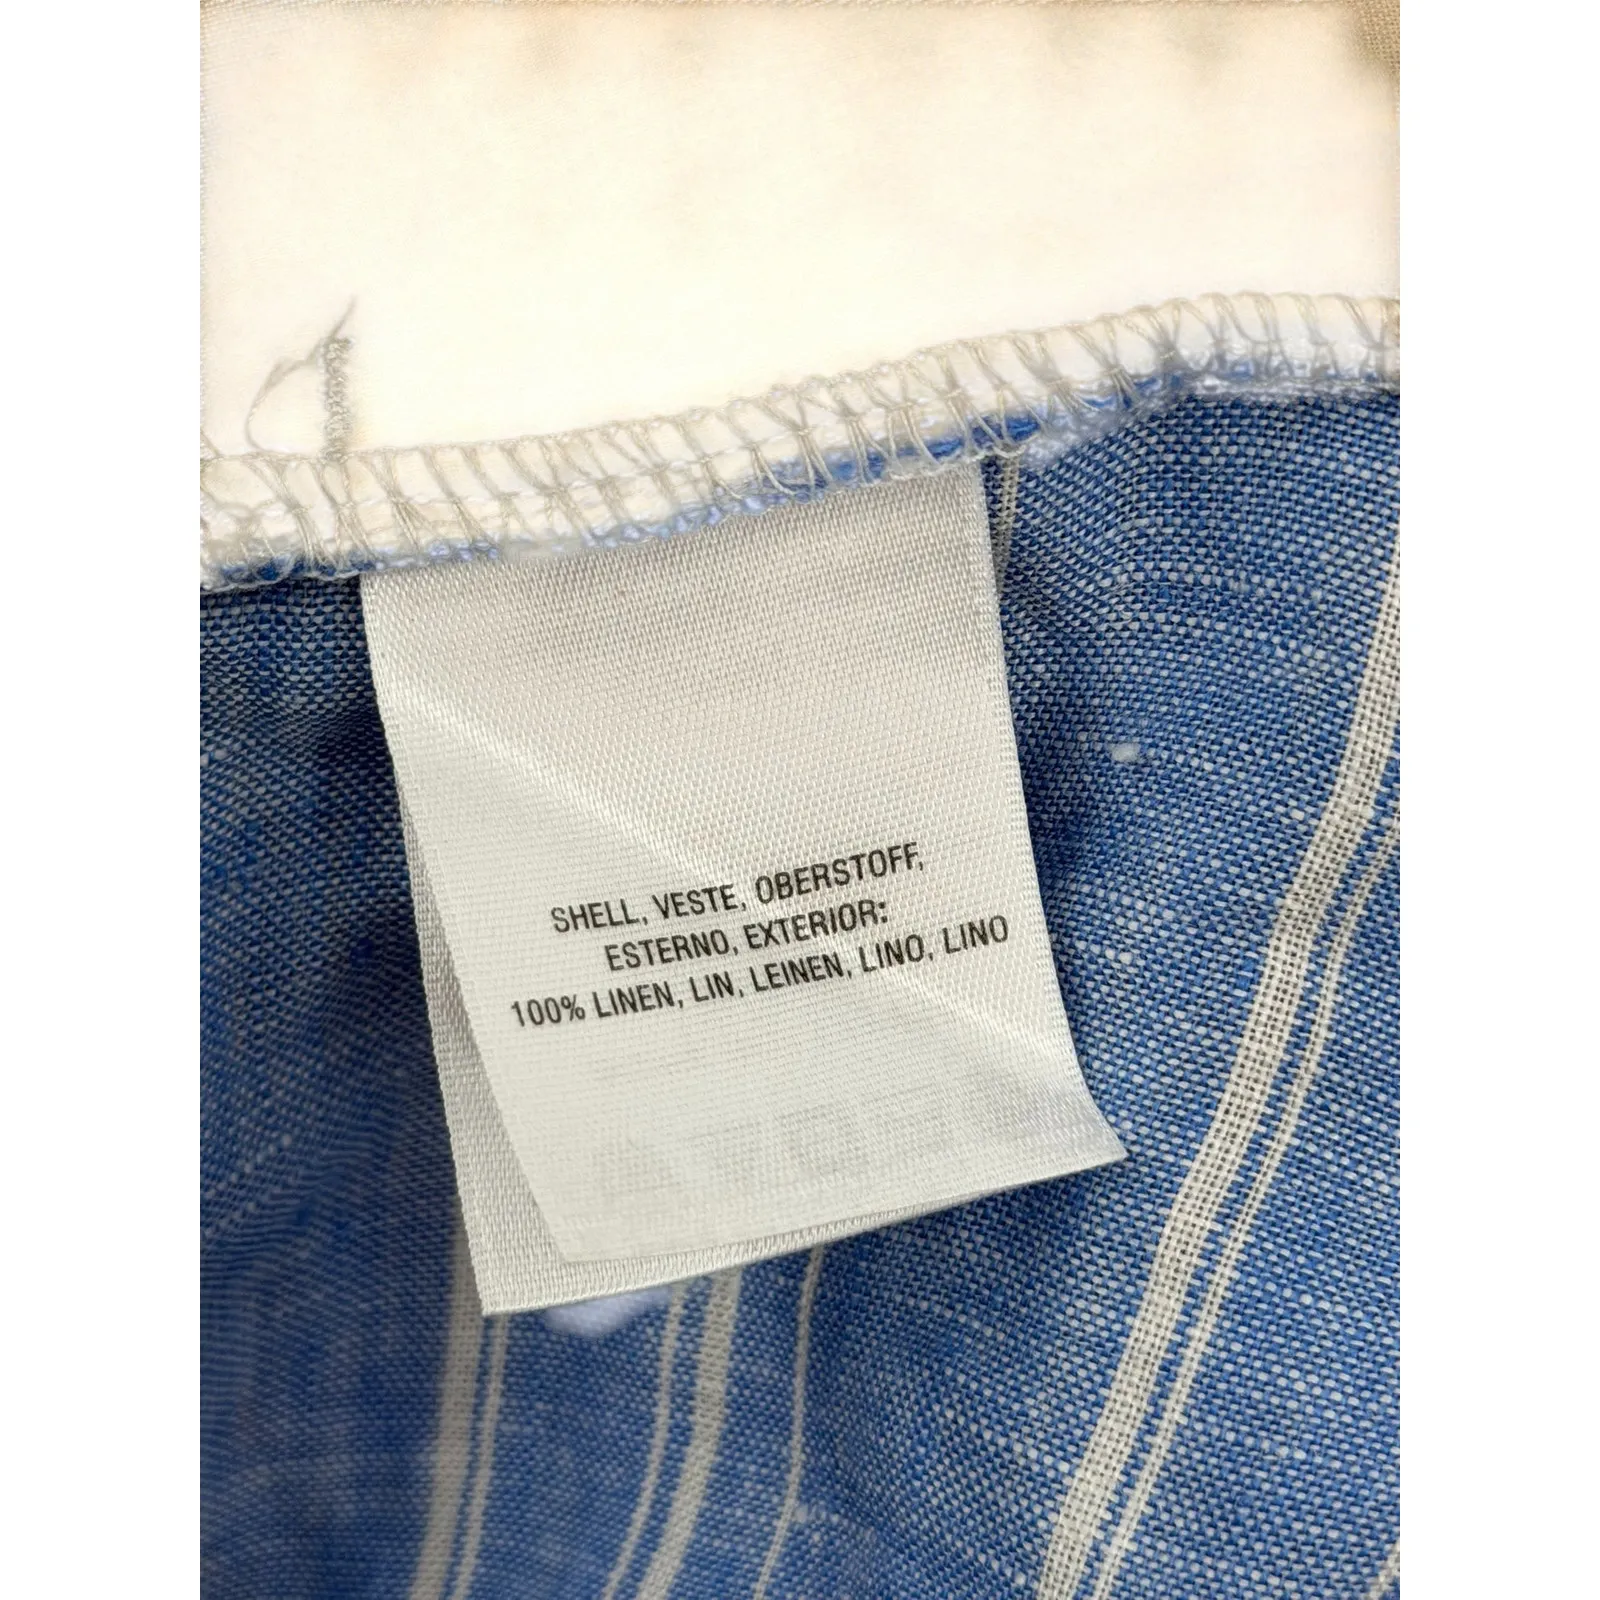 SHELL, VESTE, OBERSTOFF,
ESTERNO, EXTERIOR:
100% LINEN, LIN, LEINEN, LINO, LINO